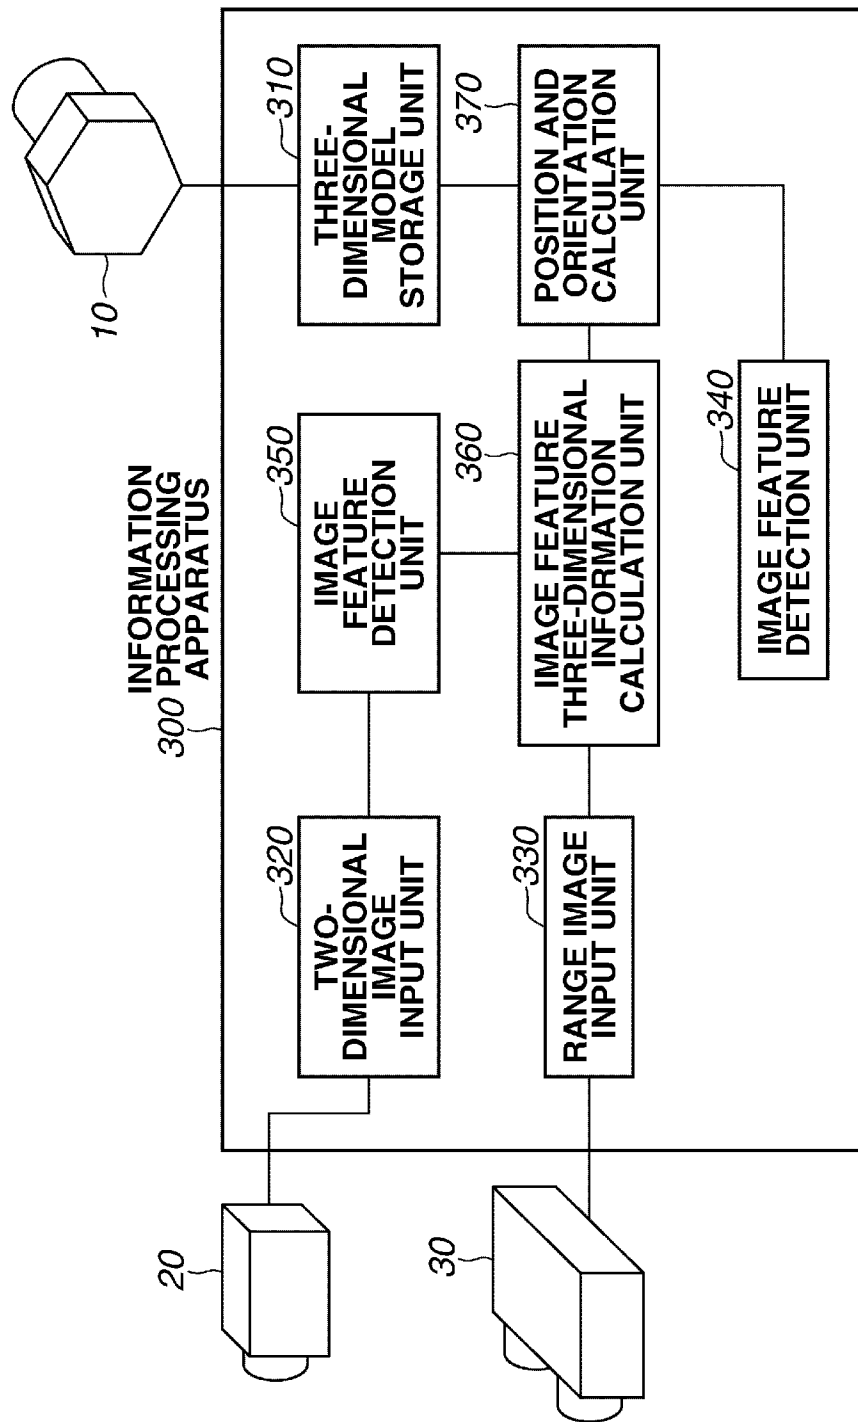 10
INFORMATION
PROCESSING
APPARATUS
300
20
320
TWO-
DIMENSIONAL
IMAGE
INPUT UNIT
350
IMAGE
FEATURE
DETECTION
UNIT
310
THREE-
DIMENSIONAL
MODEL
STORAGE UNIT
30
330
RANGE IMAGE
INPUT UNIT
360
IMAGE FEATURE
THREE-DIMENSIONAL
INFORMATION
CALCULATION UNIT
370
POSITION AND
ORIENTATION
CALCULATION
UNIT
340
IMAGE FEATURE
DETECTION UNIT